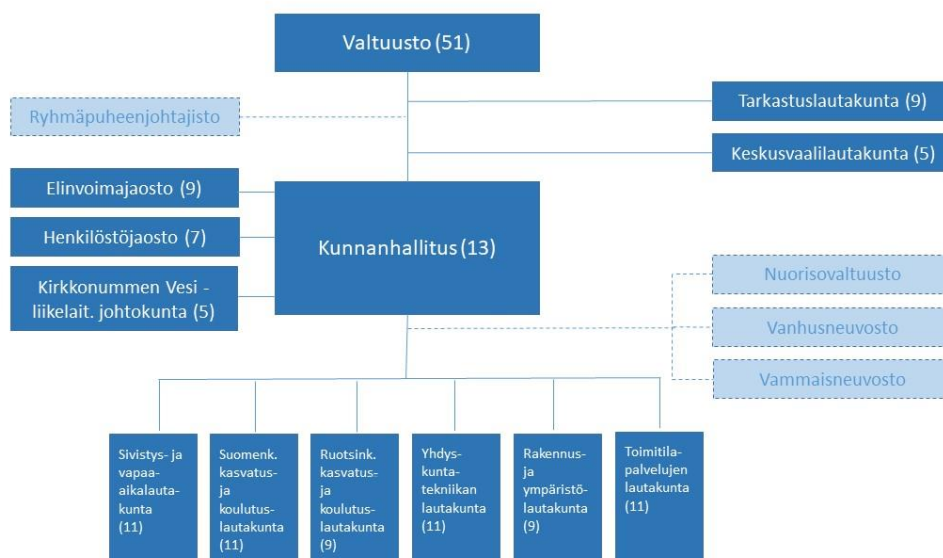 Valtuusto (51)
Ryhmäpuheenjohtajisto
Tarkastuslautakunta (9)
Keskusvaalilautakunta (5)
Elinvoimajaosto (9)
Henkilöstöjaosto (7)
Kirkkonummen Vesi -
liikelait. johtokunta (5)
Kunnanhallitus (13)
Nuorisovaltuusto
Vanhusneuvosto
Vammaisneuvosto
Sivistys- ja
vapaa-
aikalauta-
kunta
(11)
Suomenk.
kasvatus-
ja
koulutus-
lautakunta
(11)
Ruotsink.
kasvatus-
ja
koulutus-
lautakunta
(9)
Yhdys-
kunta-
tekniikan
lautakunta
(11)
Rakennus-
ja
ympäristö-
lautakunta
(9)
Toimitila-
palvelujen
lautakunta
(11)